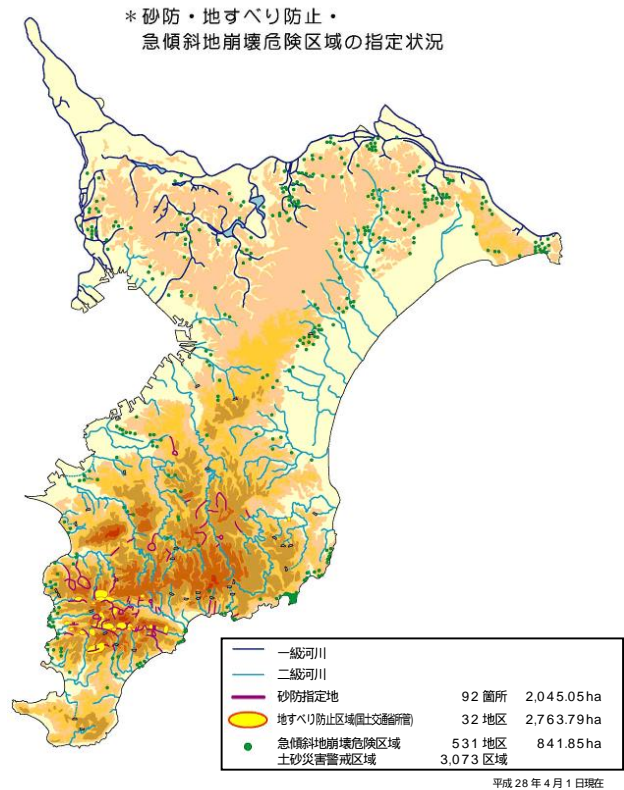 ＊砂防・地すべり防止・
急傾斜地崩壊危険区域の指定状況
一級河川
二級河川
砂防指定地 92 箇所 2,045.05ha
地すべり防止区域(国土交通省所管) 32 地区 2,763.79ha
急傾斜地崩壊危険区域 531 地区 841.85ha
土砂災害警戒区域 3,073 区域
平成 28 年 4 月 1 日現在